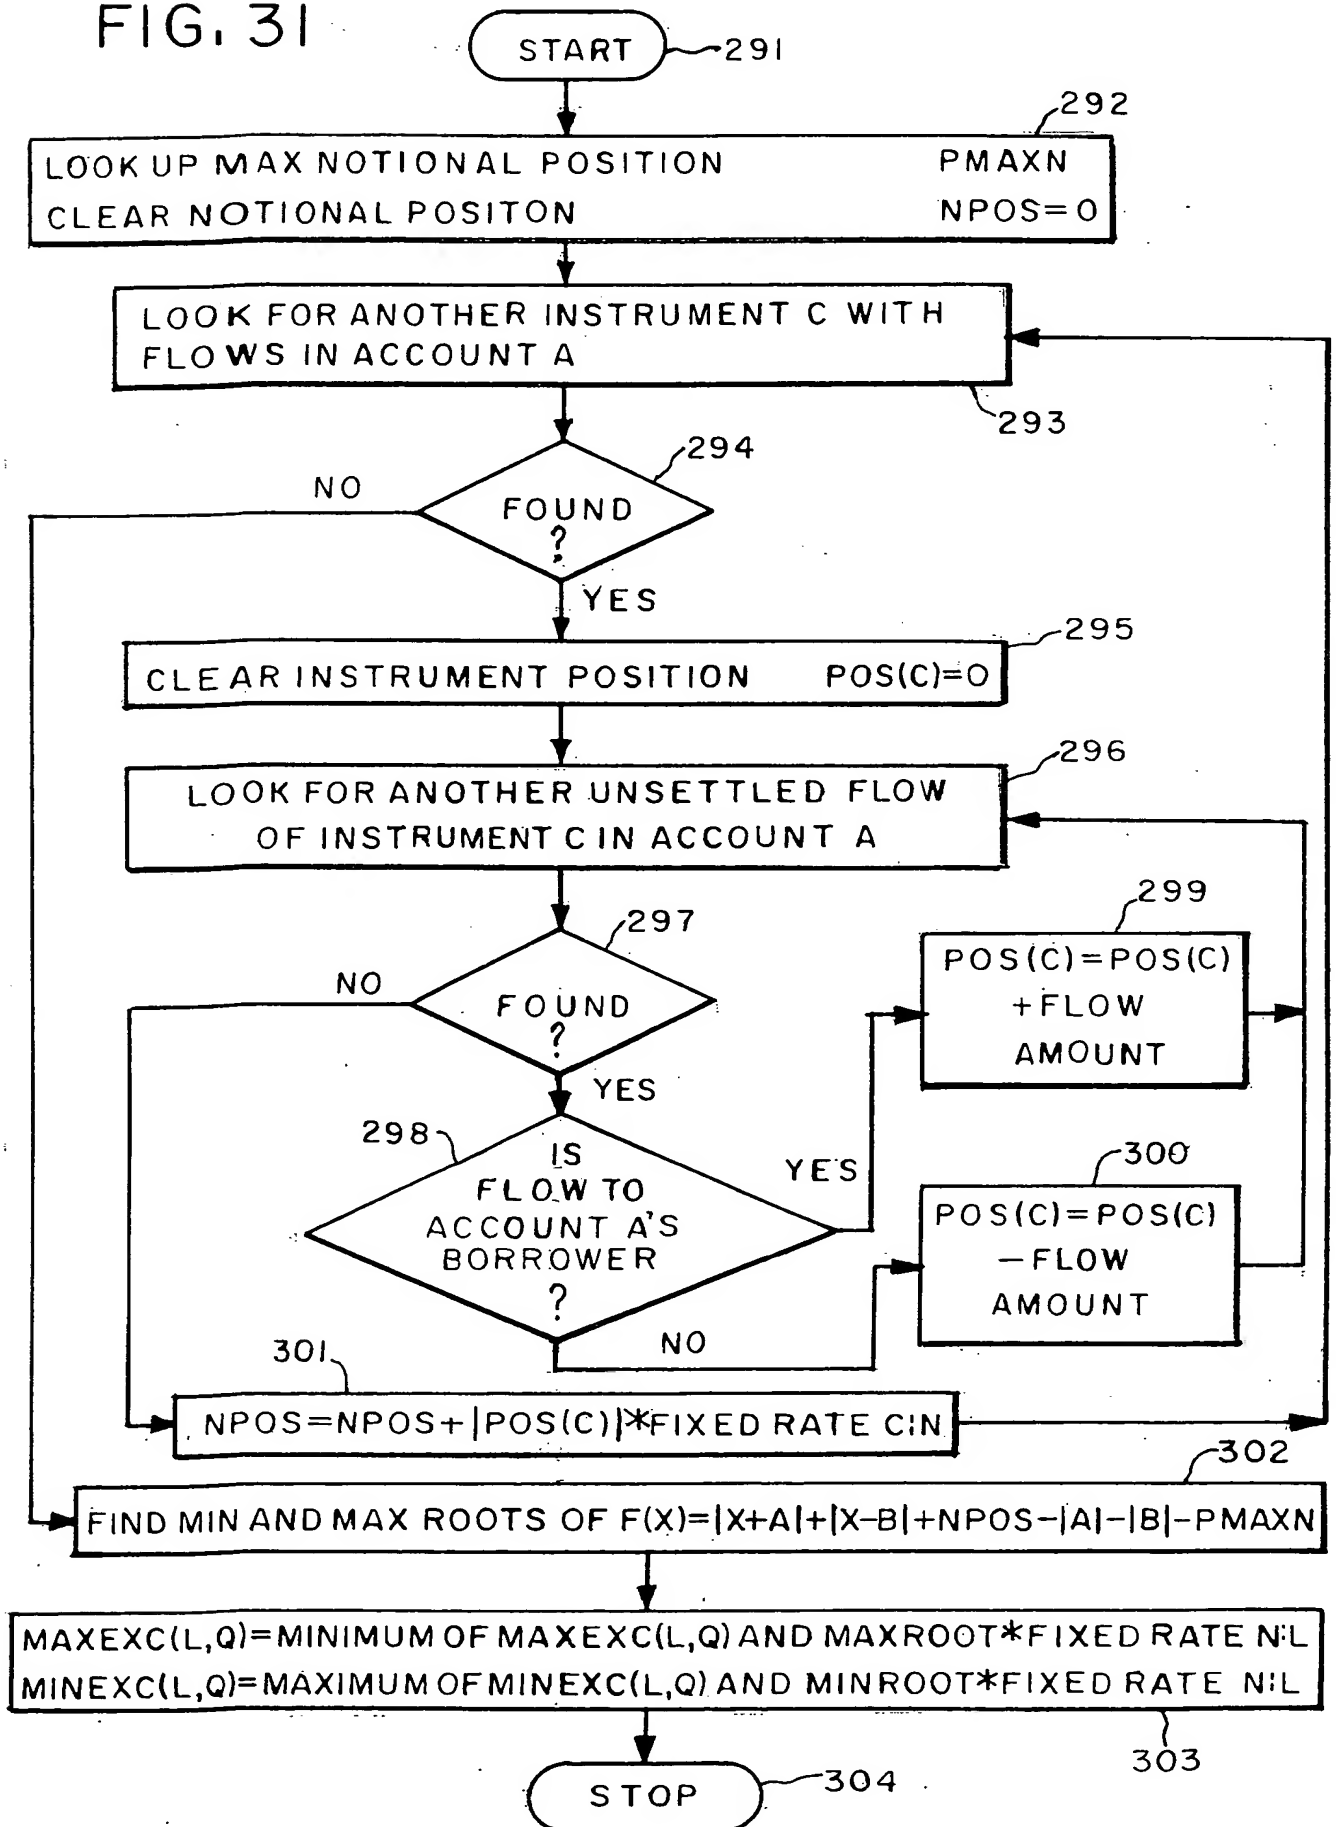 FIG. 31
START
291
292
LOOK UP MAX NOTIONAL POSITION PMAXN
CLEAR NOTIONAL POSITON NPOS=0
LOOK FOR ANOTHER INSTRUMENT C WITH
FLOWS IN ACCOUNT A
293
294
NO
FOUND
?
YES
295
CLEAR INSTRUMENT POSITION POS(C)=0
296
LOOK FOR ANOTHER UNSETTLED FLOW
OF INSTRUMENT C IN ACCOUNT A
297
NO
FOUND
?
YES
299
POS(C)=POS(C)
+FLOW
AMOUNT
298
IS
FLOW TO
ACCOUNT A'S
BORROWER
?
YES
NO
300
POS(C)=POS(C)
-FLOW
AMOUNT
301
NPOS=NPOS+|POS(C)|*FIXED RATE C:N
302
FIND MIN AND MAX ROOTS OF F(X)=|X+A|+|X-B|+NPOS-|A|-|B|-PMAXN
MAXEXC(L,Q)=MINIMUM OF MAXEXC(L,Q) AND MAXROOT*FIXED RATE N:L
MINEXC(L,Q)=MAXIMUM OF MINEXC(L,Q) AND MINROOT*FIXED RATE N:L
303
STOP
304